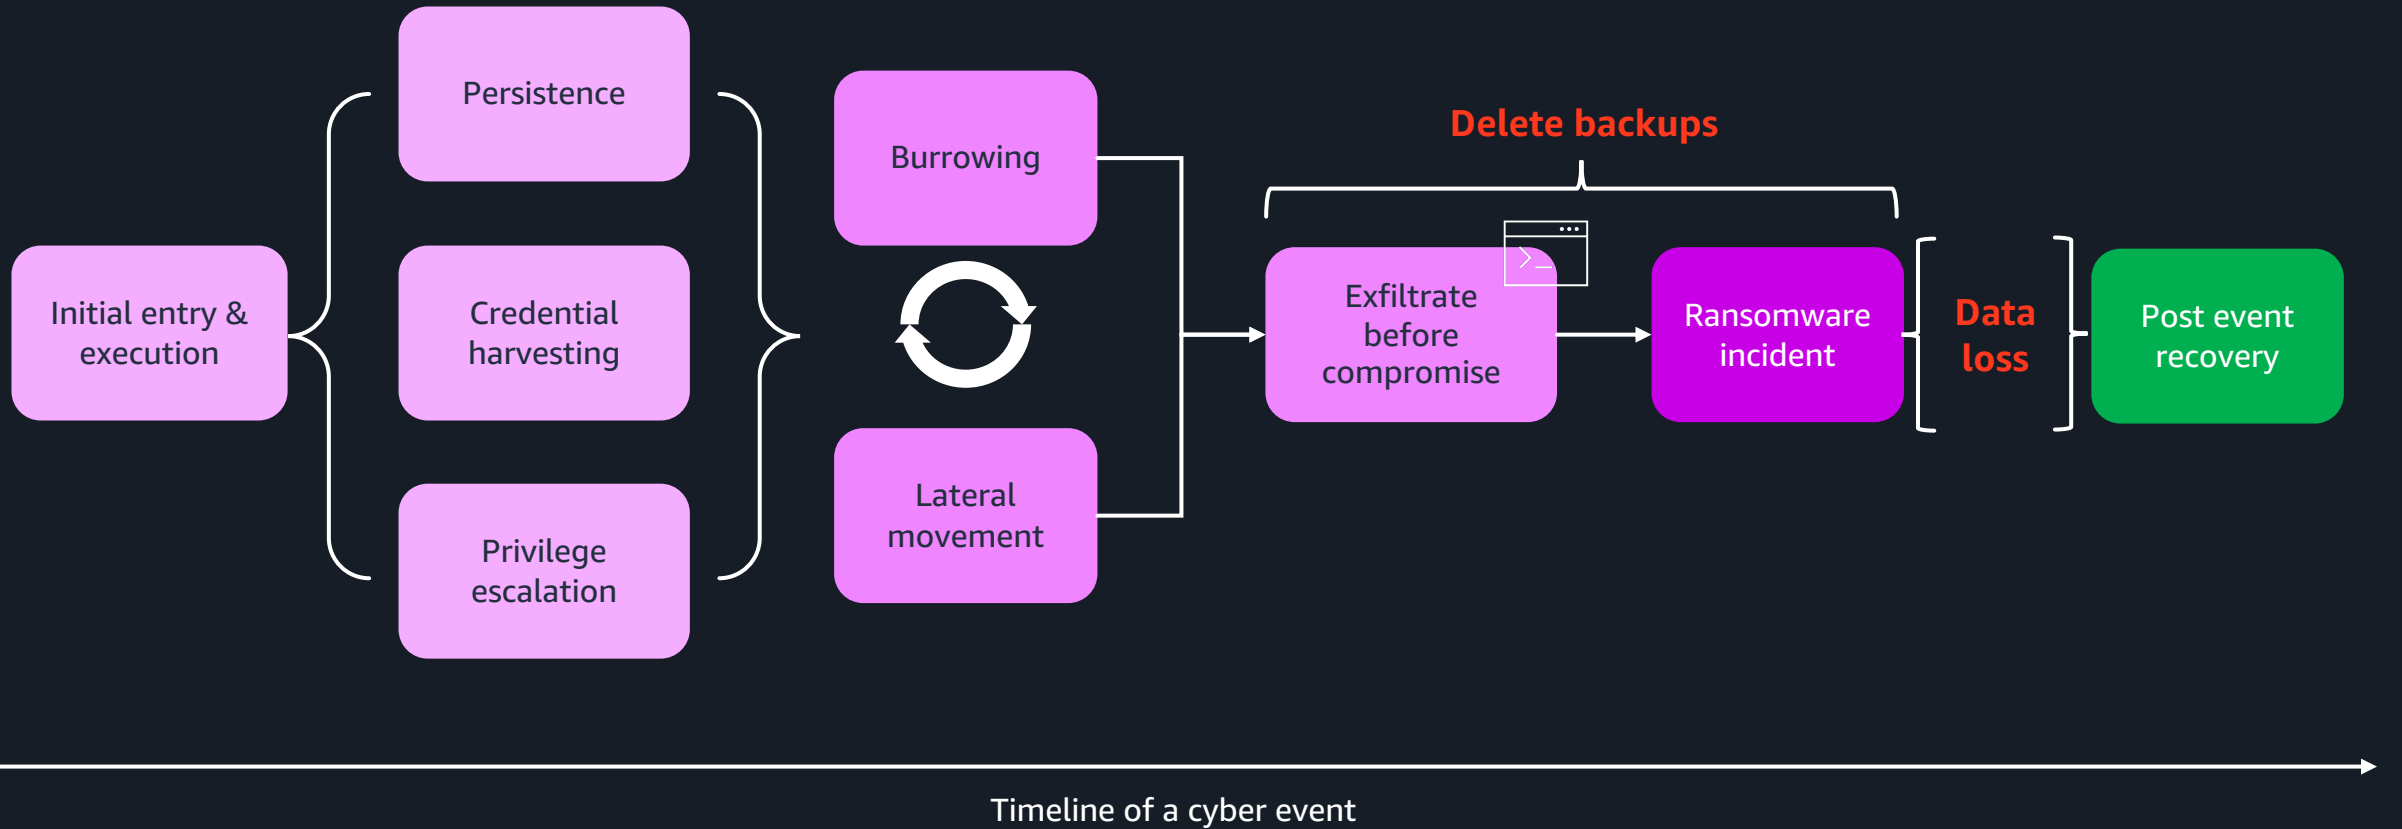 Initial entry &
execution
Persistence
Credential
harvesting
Privilege
escalation
Burrowing
Lateral
movement
Delete backups
>_
Exfiltrate
before
compromise
Ransomware
incident
Data
loss
Post event
recovery
Timeline of a cyber event